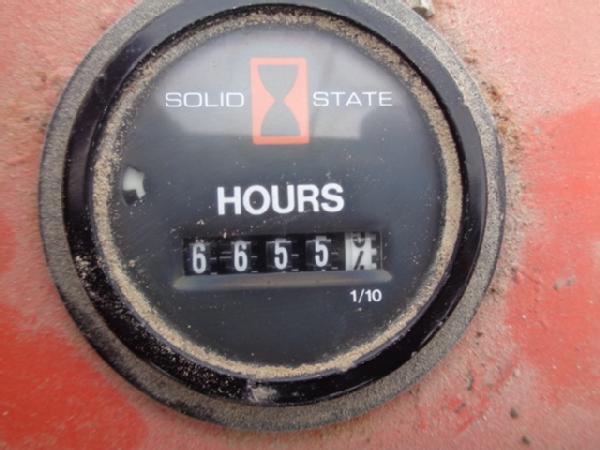 SOLID STATE
HOURS
6655
1/10